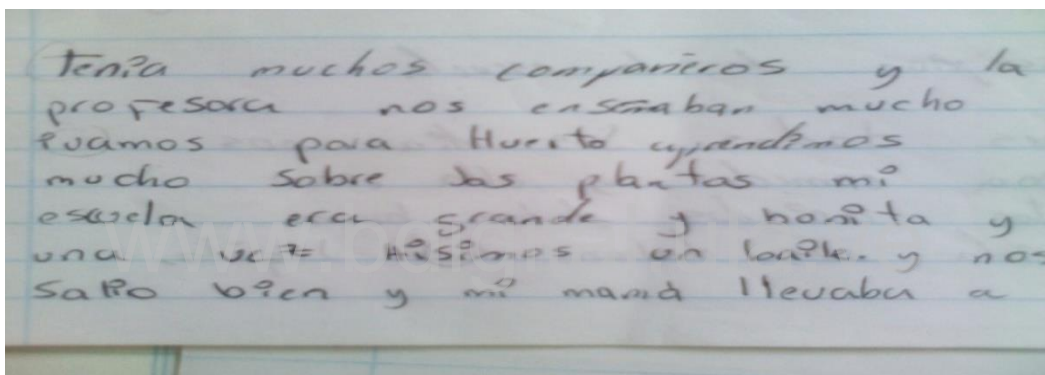 Tenia muchos compañeros y la
profesora nos enseñaban mucho
ivamos para Huerto aprendimos
mucho sobre las plantas mi
escuela era grande y bonita y
una vez hisimos un baile y nos
salio bien y mi mamá llevaba a